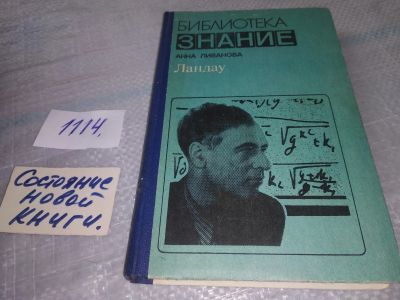 БИБЛИОТЕКА
ЗНАНИЕ
АННА ЛИВАНОВА
Ландау
1114.
Состояние
новой
книги.